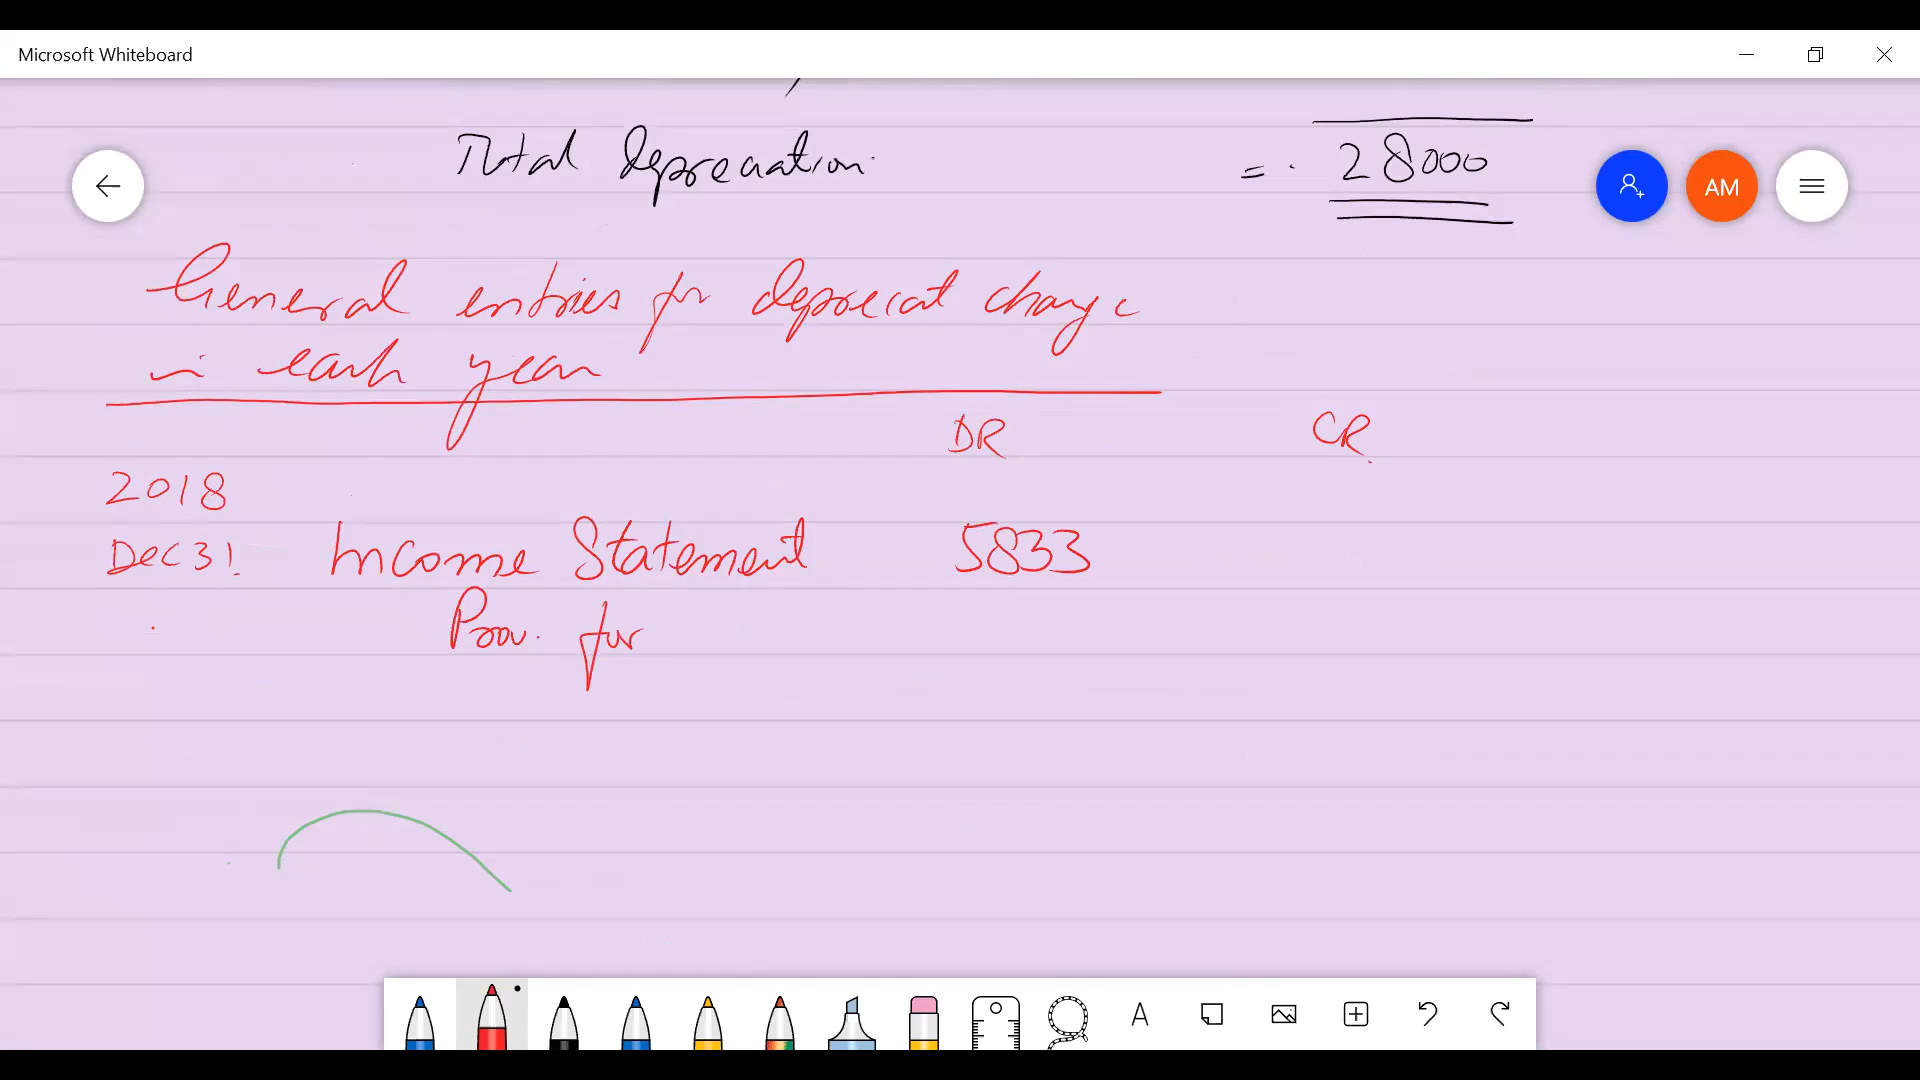 Microsoft Whiteboard
Total Depreciation = 28000
AM
General entries for depreciat charge
in each year
DR CR
2018
Dec 31 Income Statement 5833
Prov. for
A